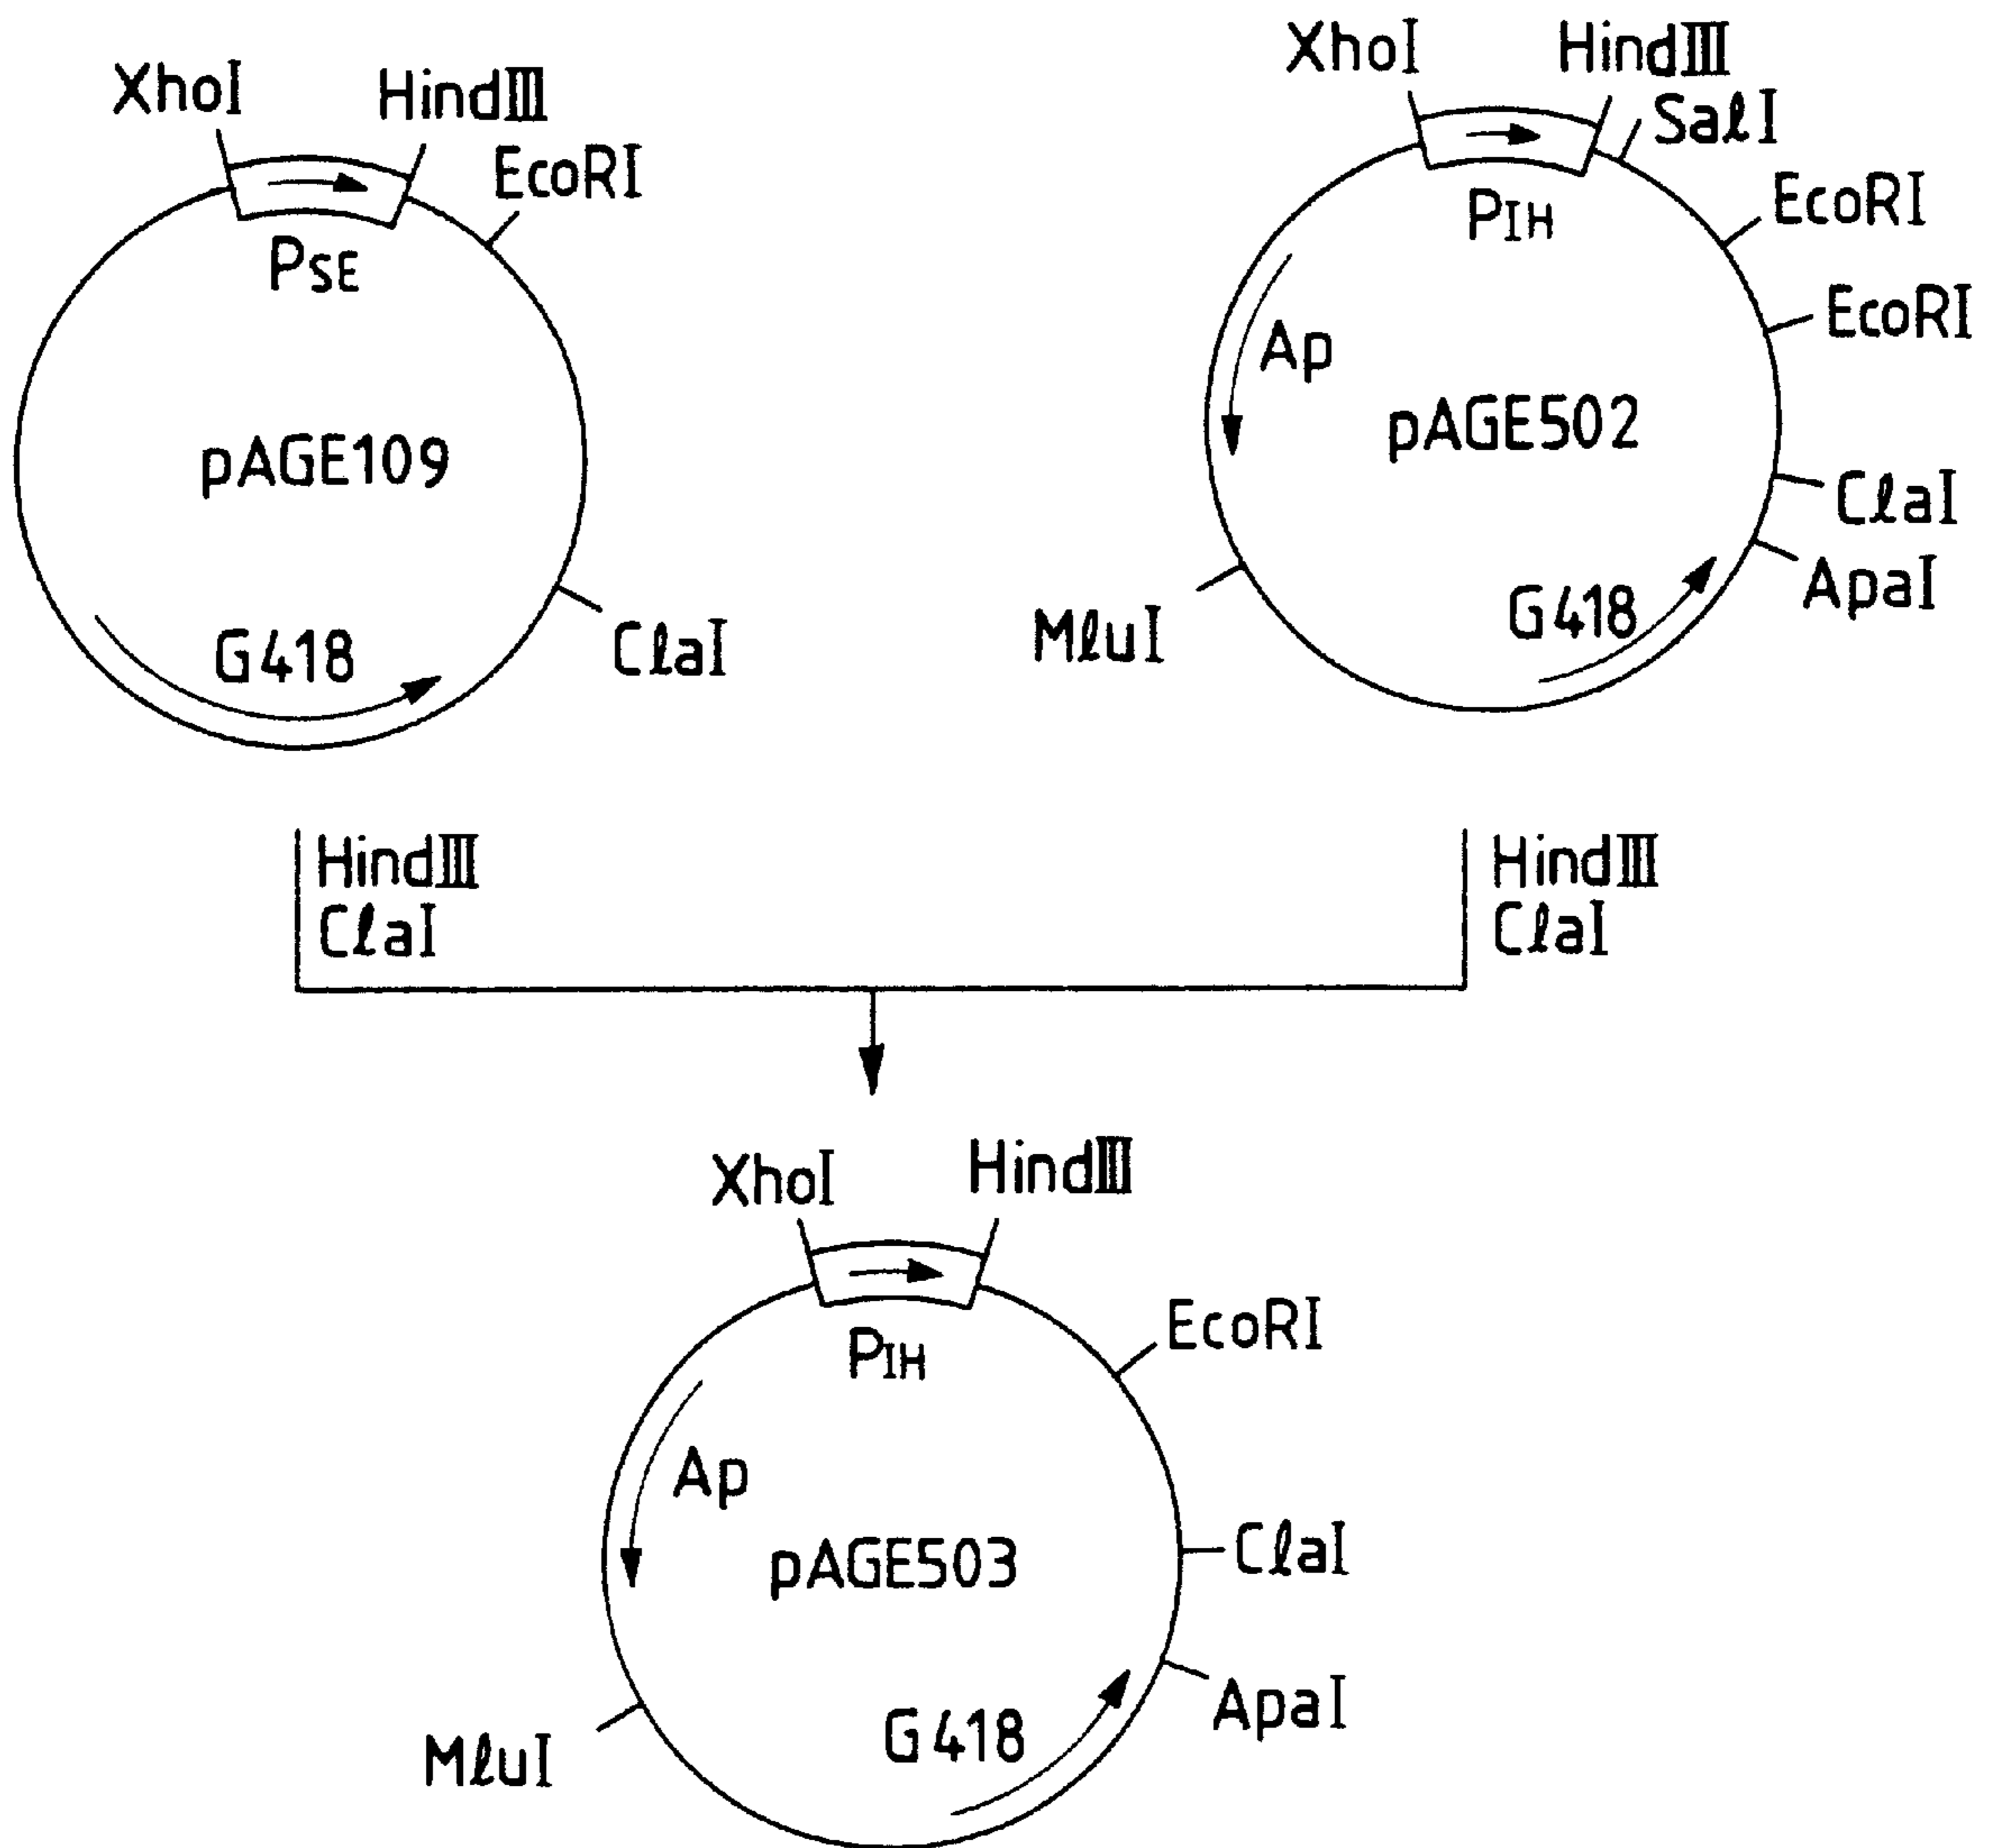 XhoI
HindIII
EcoRI
PSE
pAGE109
G418
ClaI
XhoI
HindIII
SalI
EcoRI
PIH
EcoRI
Ap
pAGE502
ClaI
ApaI
G418
MluI
HindIII
ClaI
HindIII
ClaI
XhoI
HindIII
EcoRI
PIH
Ap
pAGE503
ClaI
ApaI
G418
MluI